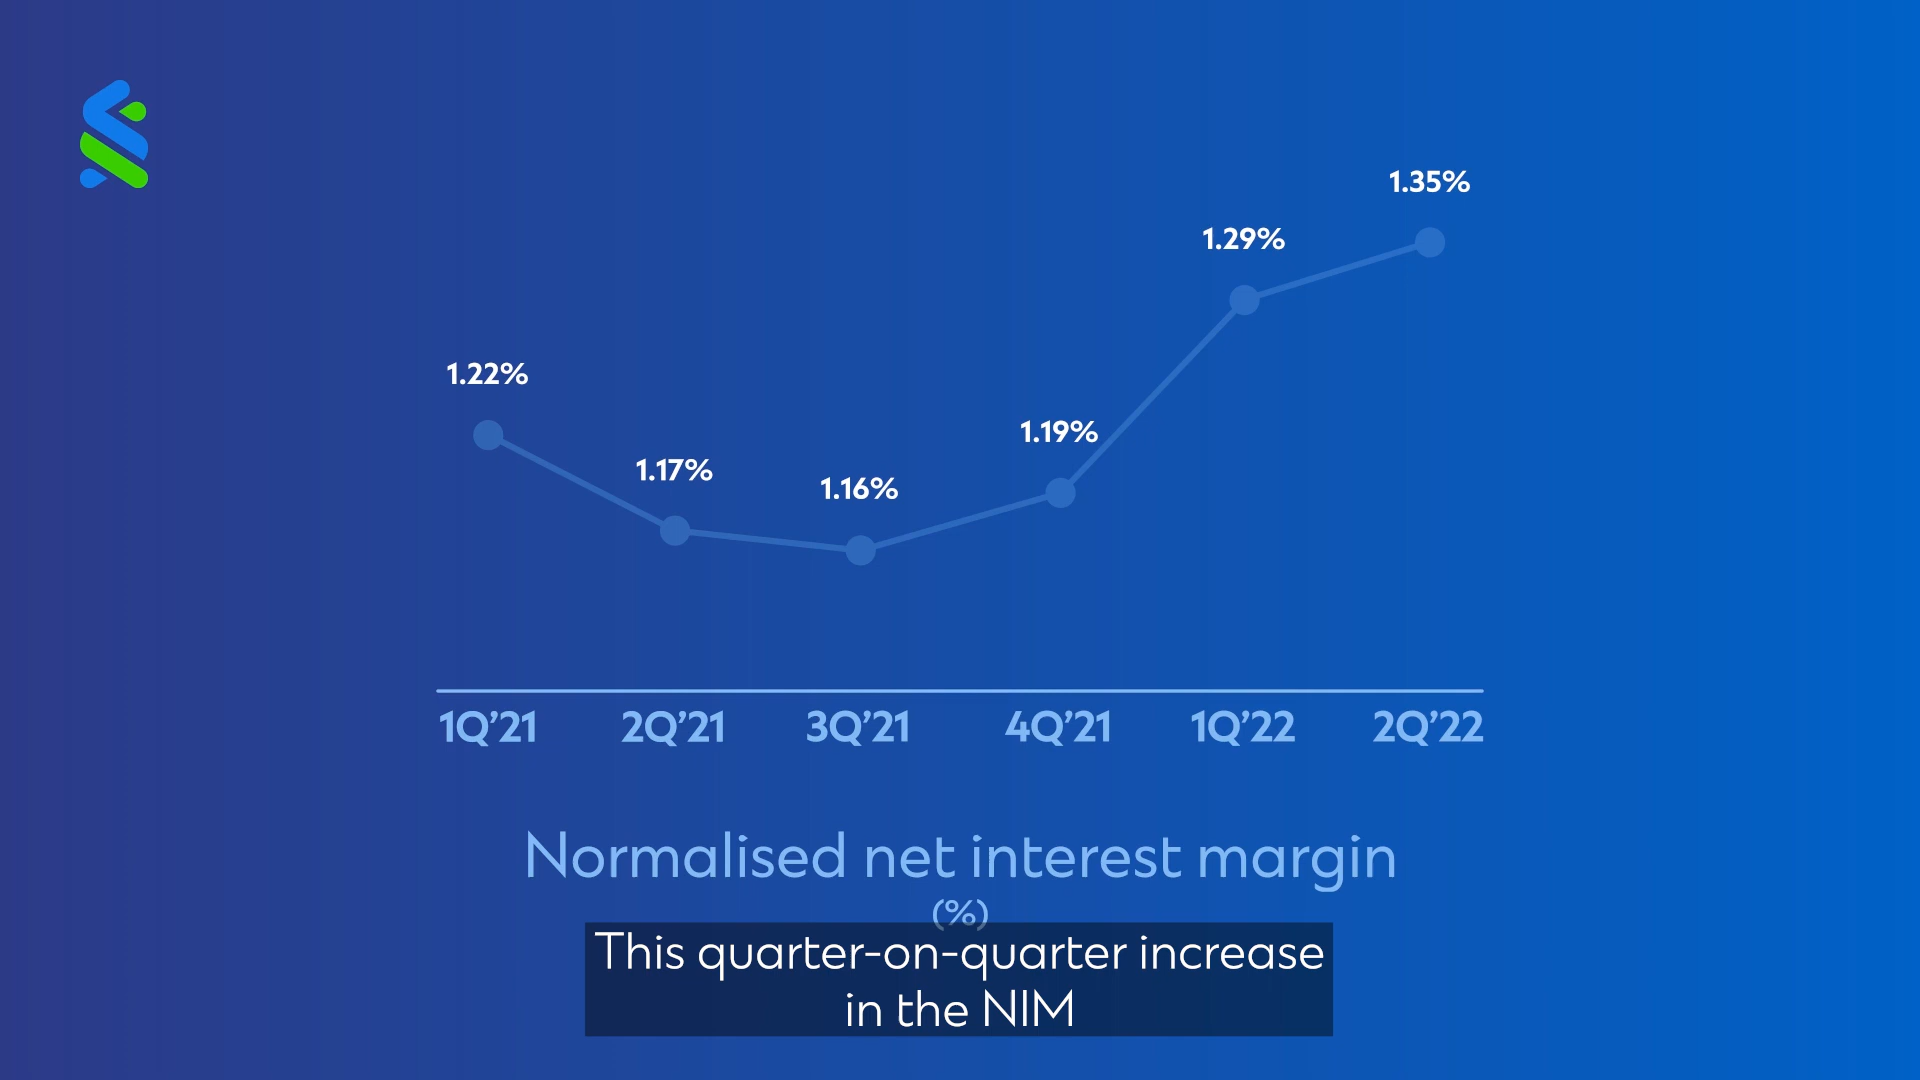 1.35%
1.29%
1.22%
1.19%
1.17%
1.16%
1Q’21 2Q’21 3Q’21 4Q’21 1Q’22 2Q’22
Normalised net interest margin
(%)
This quarter-on-quarter increase
in the NIM